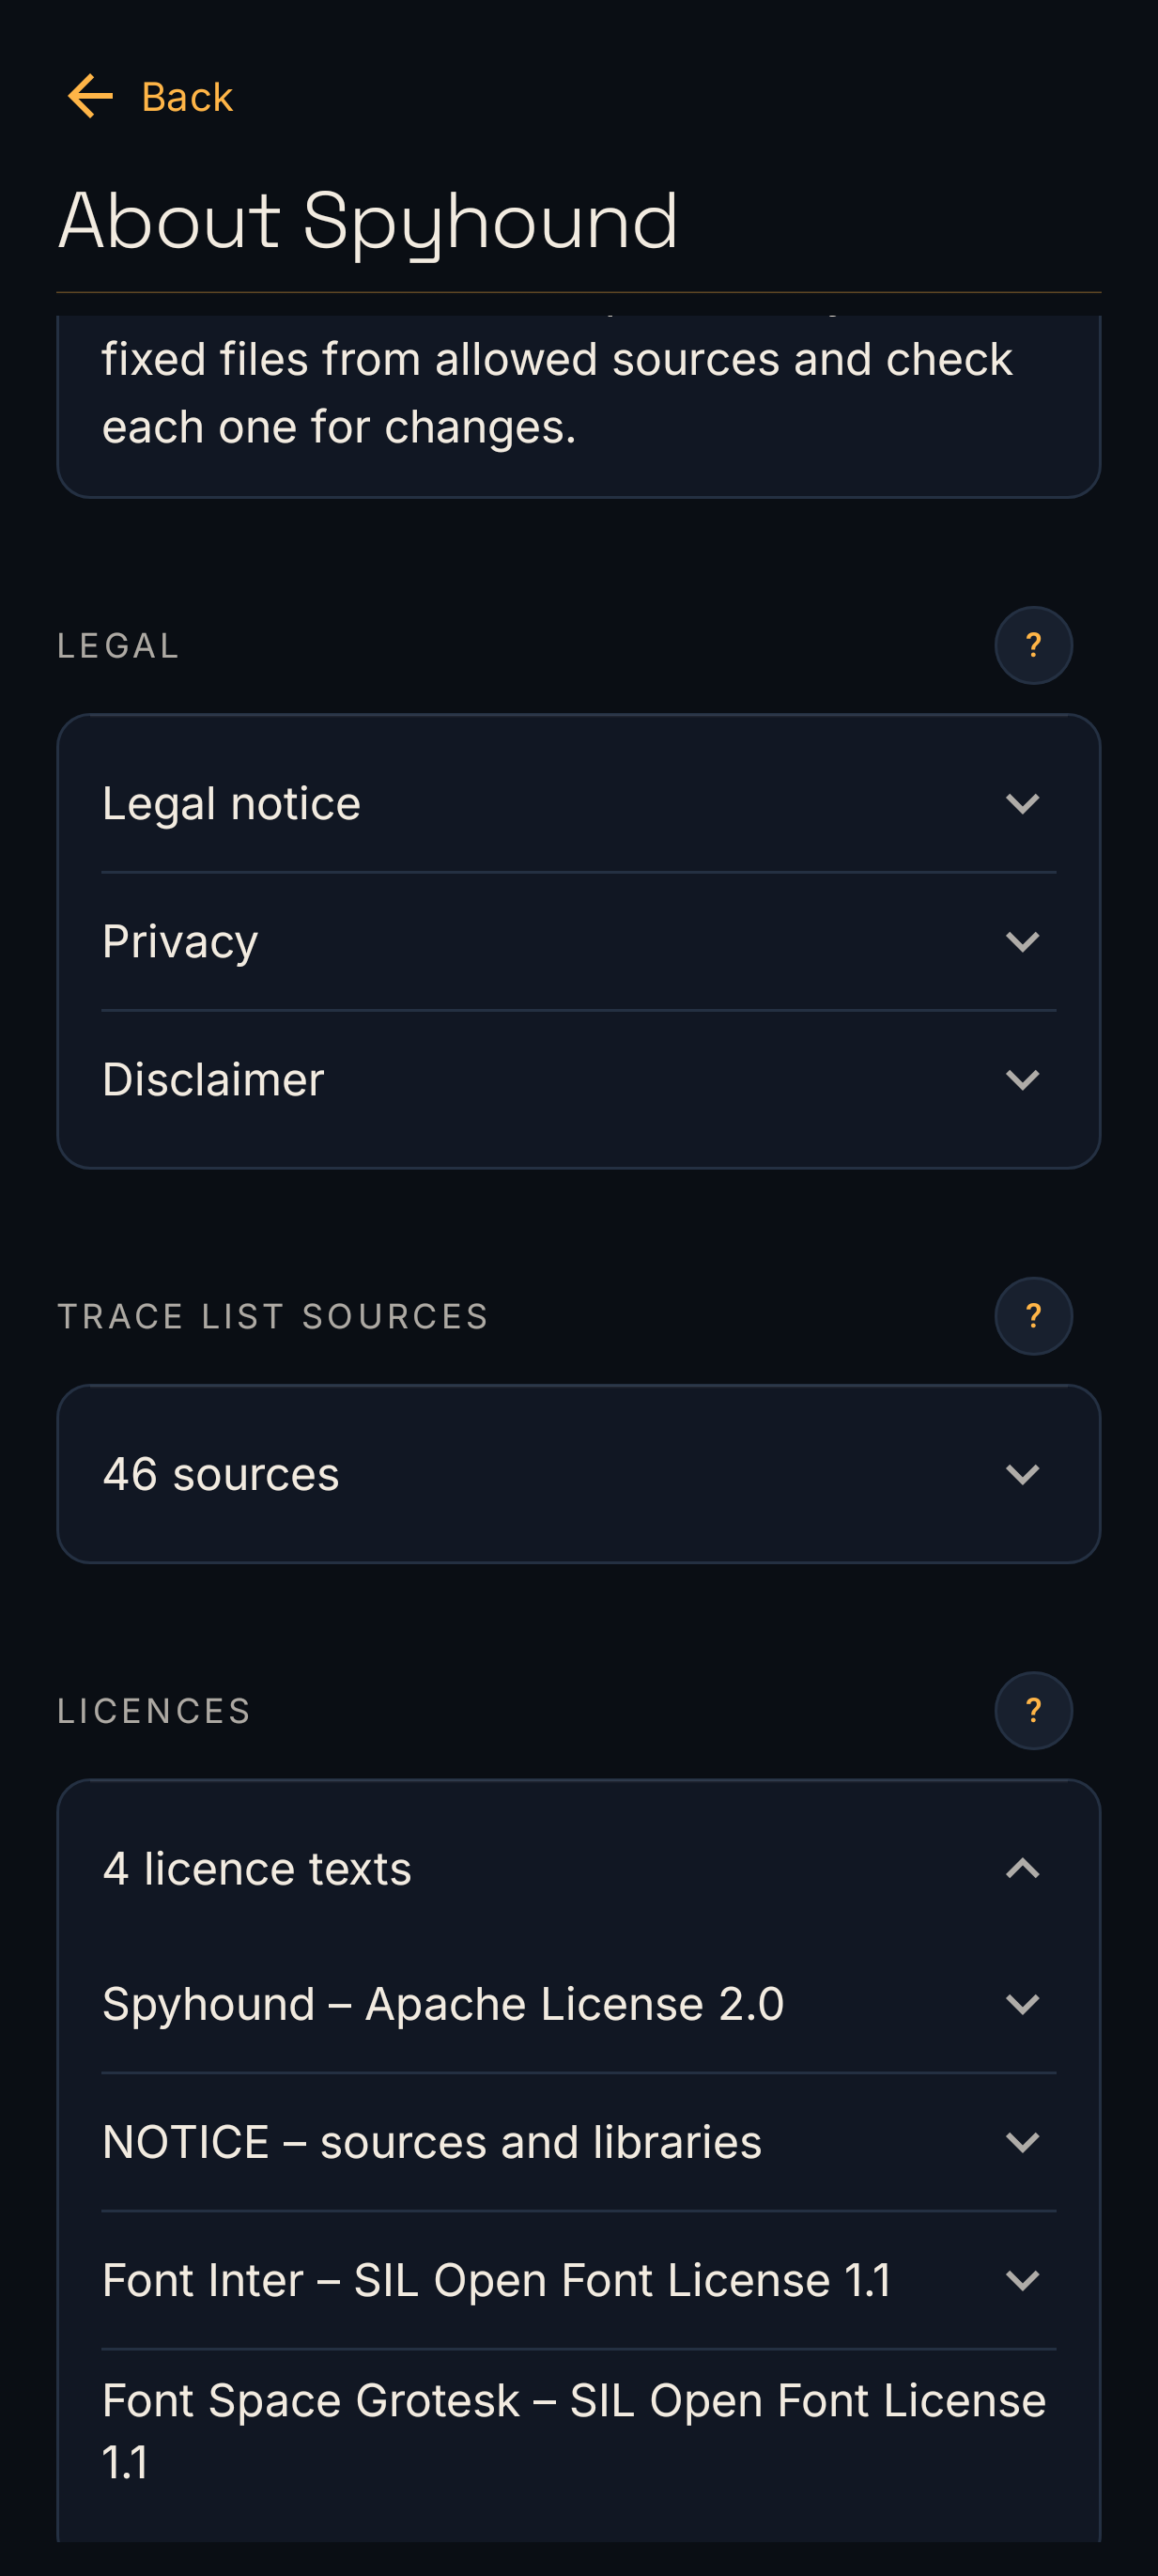 Back
About Spyhound
fixed files from allowed sources and check
each one for changes.
LEGAL
?
Legal notice
Privacy
Disclaimer
TRACE LIST SOURCES
?
46 sources
LICENCES
?
4 licence texts
Spyhound – Apache License 2.0
NOTICE – sources and libraries
Font Inter – SIL Open Font License 1.1
Font Space Grotesk – SIL Open Font License
1.1